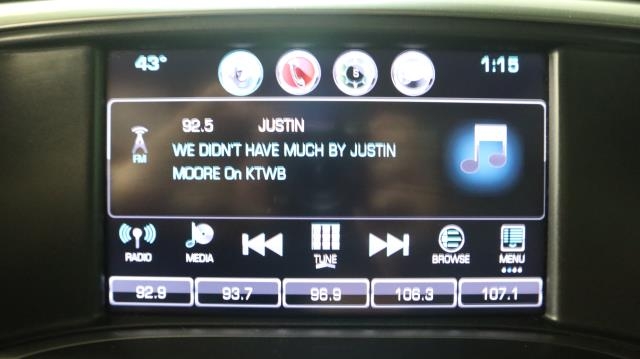 43° 1:15
92.5 JUSTIN
FM
WE DIDN'T HAVE MUCH BY JUSTIN
MOORE On KTWB
RADIO MEDIA TUNE BROWSE MENU
92.9 93.7 96.9 106.3 107.1